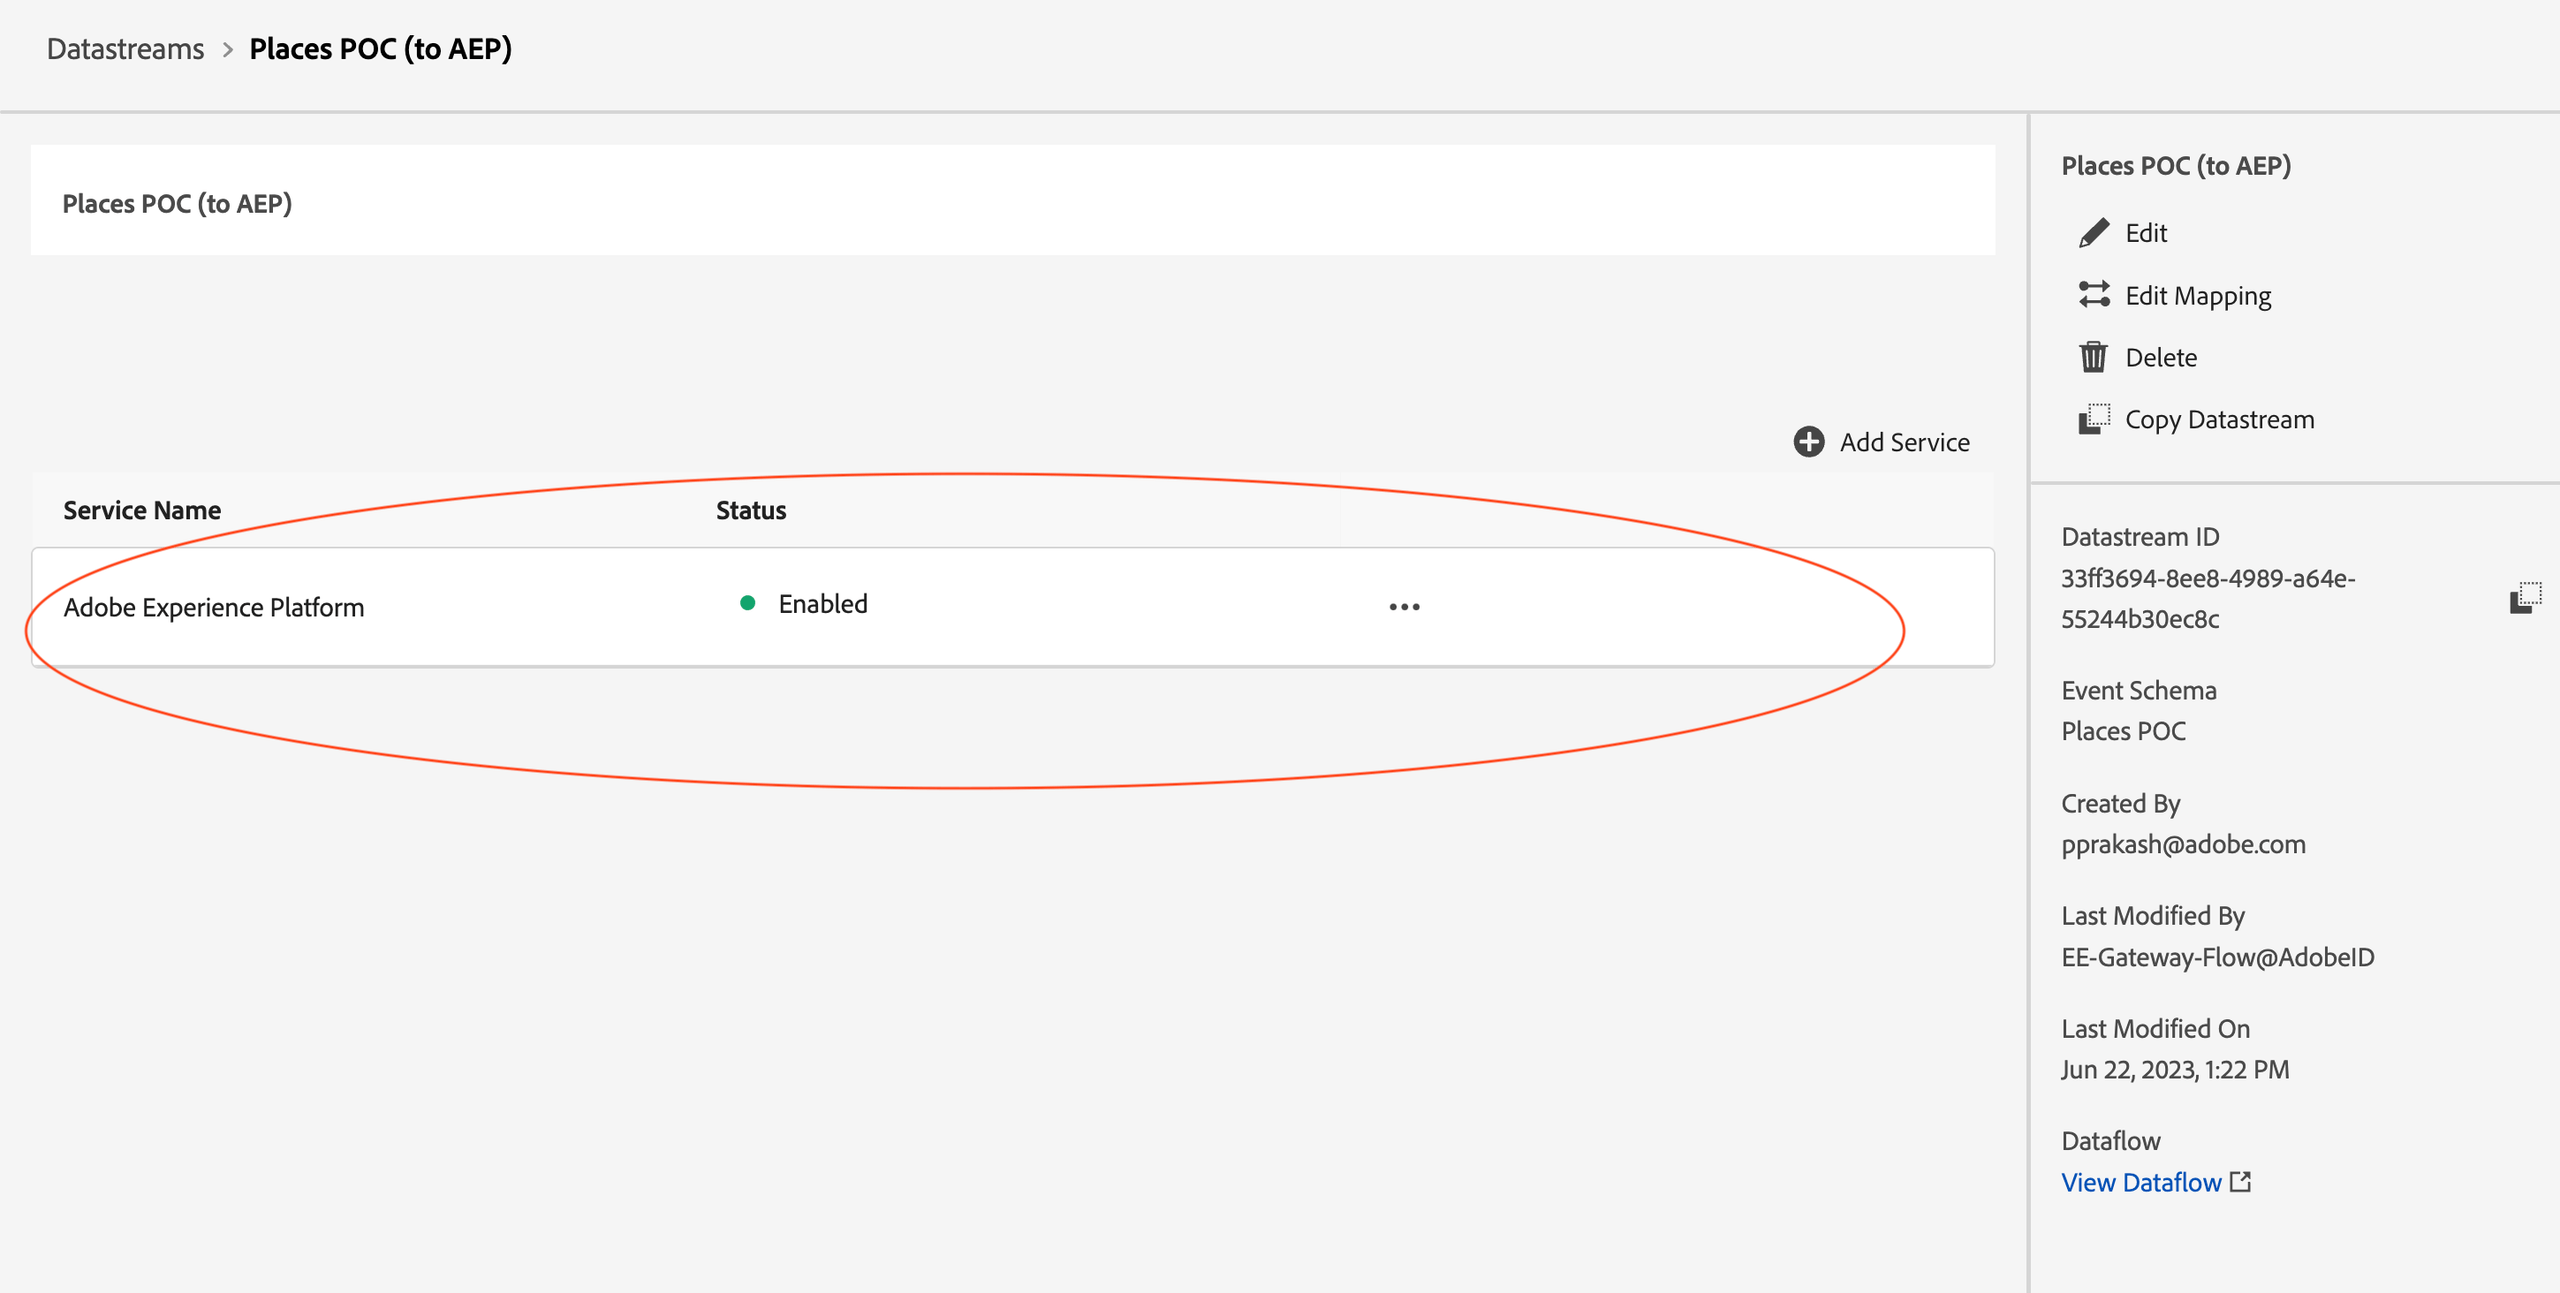 Datastreams > Places POC (to AEP)
Places POC (to AEP)
Add Service
Service Name Status
Adobe Experience Platform Enabled
Places POC (to AEP)
Edit
Edit Mapping
Delete
Copy Datastream
Datastream ID
33ff3694-8ee8-4989-a64e-
55244b30ec8c
Event Schema
Places POC
Created By
pprakash@adobe.com
Last Modified By
EE-Gateway-Flow@AdobeID
Last Modified On
Jun 22, 2023, 1:22 PM
Dataflow
View Dataflow